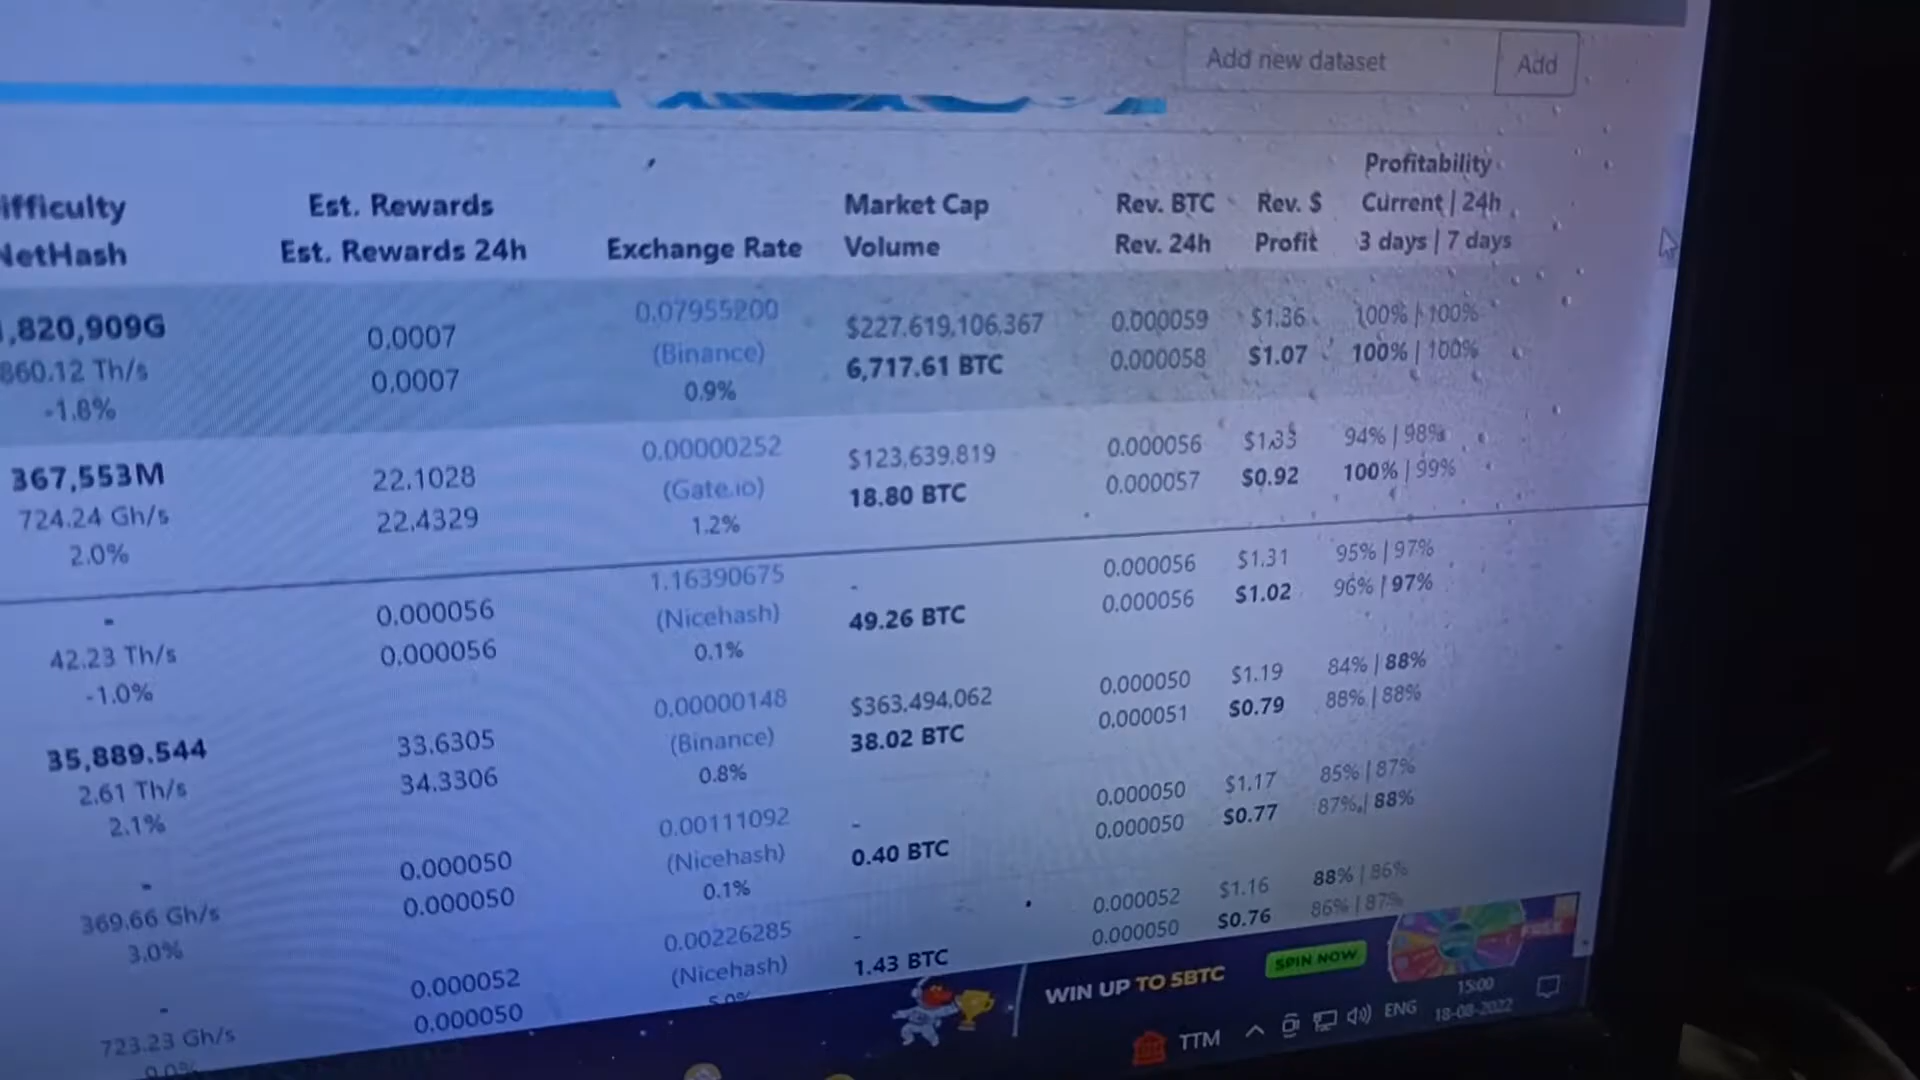 Add new dataset Add
ifficulty Est. Rewards Market Cap Rev. BTC Rev. $ Profitability
NetHash Est. Rewards 24h Exchange Rate Volume Rev. 24h Profit Current | 24h
3 days | 7 days
,820,909G 0.0007 0.07955200 $227,619,106,367 0.000059 $1.36 100% | 100%
860.12 Th/s 0.0007 (Binance) 6,717.61 BTC 0.000058 $1.07 100% | 100%
-1.8% 0.9%
367,553M 22.1028 0.00000252 $123,639,819 0.000056 $1.33 94% | 98%
724.24 Gh/s 22.4329 (Gate.io) 18.80 BTC 0.000057 $0.92 100% | 99%
2.0% 1.2%
- 0.000056 1.16390675 - 0.000056 $1.31 95% | 97%
42.23 Th/s 0.000056 (Nicehash) 49.26 BTC 0.000056 $1.02 96% | 97%
-1.0% 0.1%
35,889,544 33.6305 0.00000148 $363,494,062 0.000050 $1.19 84% | 88%
2.61 Th/s 34.3306 (Binance) 38.02 BTC 0.000051 $0.79 88% | 88%
2.1% 0.8%
- 0.000050 0.00111092 - 0.000050 $1.17 85% | 87%
369.66 Gh/s 0.000050 (Nicehash) 0.40 BTC 0.000050 $0.77 87% | 88%
3.0% 0.1%
- 0.000052 0.00226285 - 0.000052 $1.16 88% | 86%
723.23 Gh/s 0.000050 (Nicehash) 1.43 BTC 0.000050 $0.76 86% | 87%
0.0% 5.0%
WIN UP TO 5BTC SPIN NOW
TTM ENG 15:00
18-08-2022